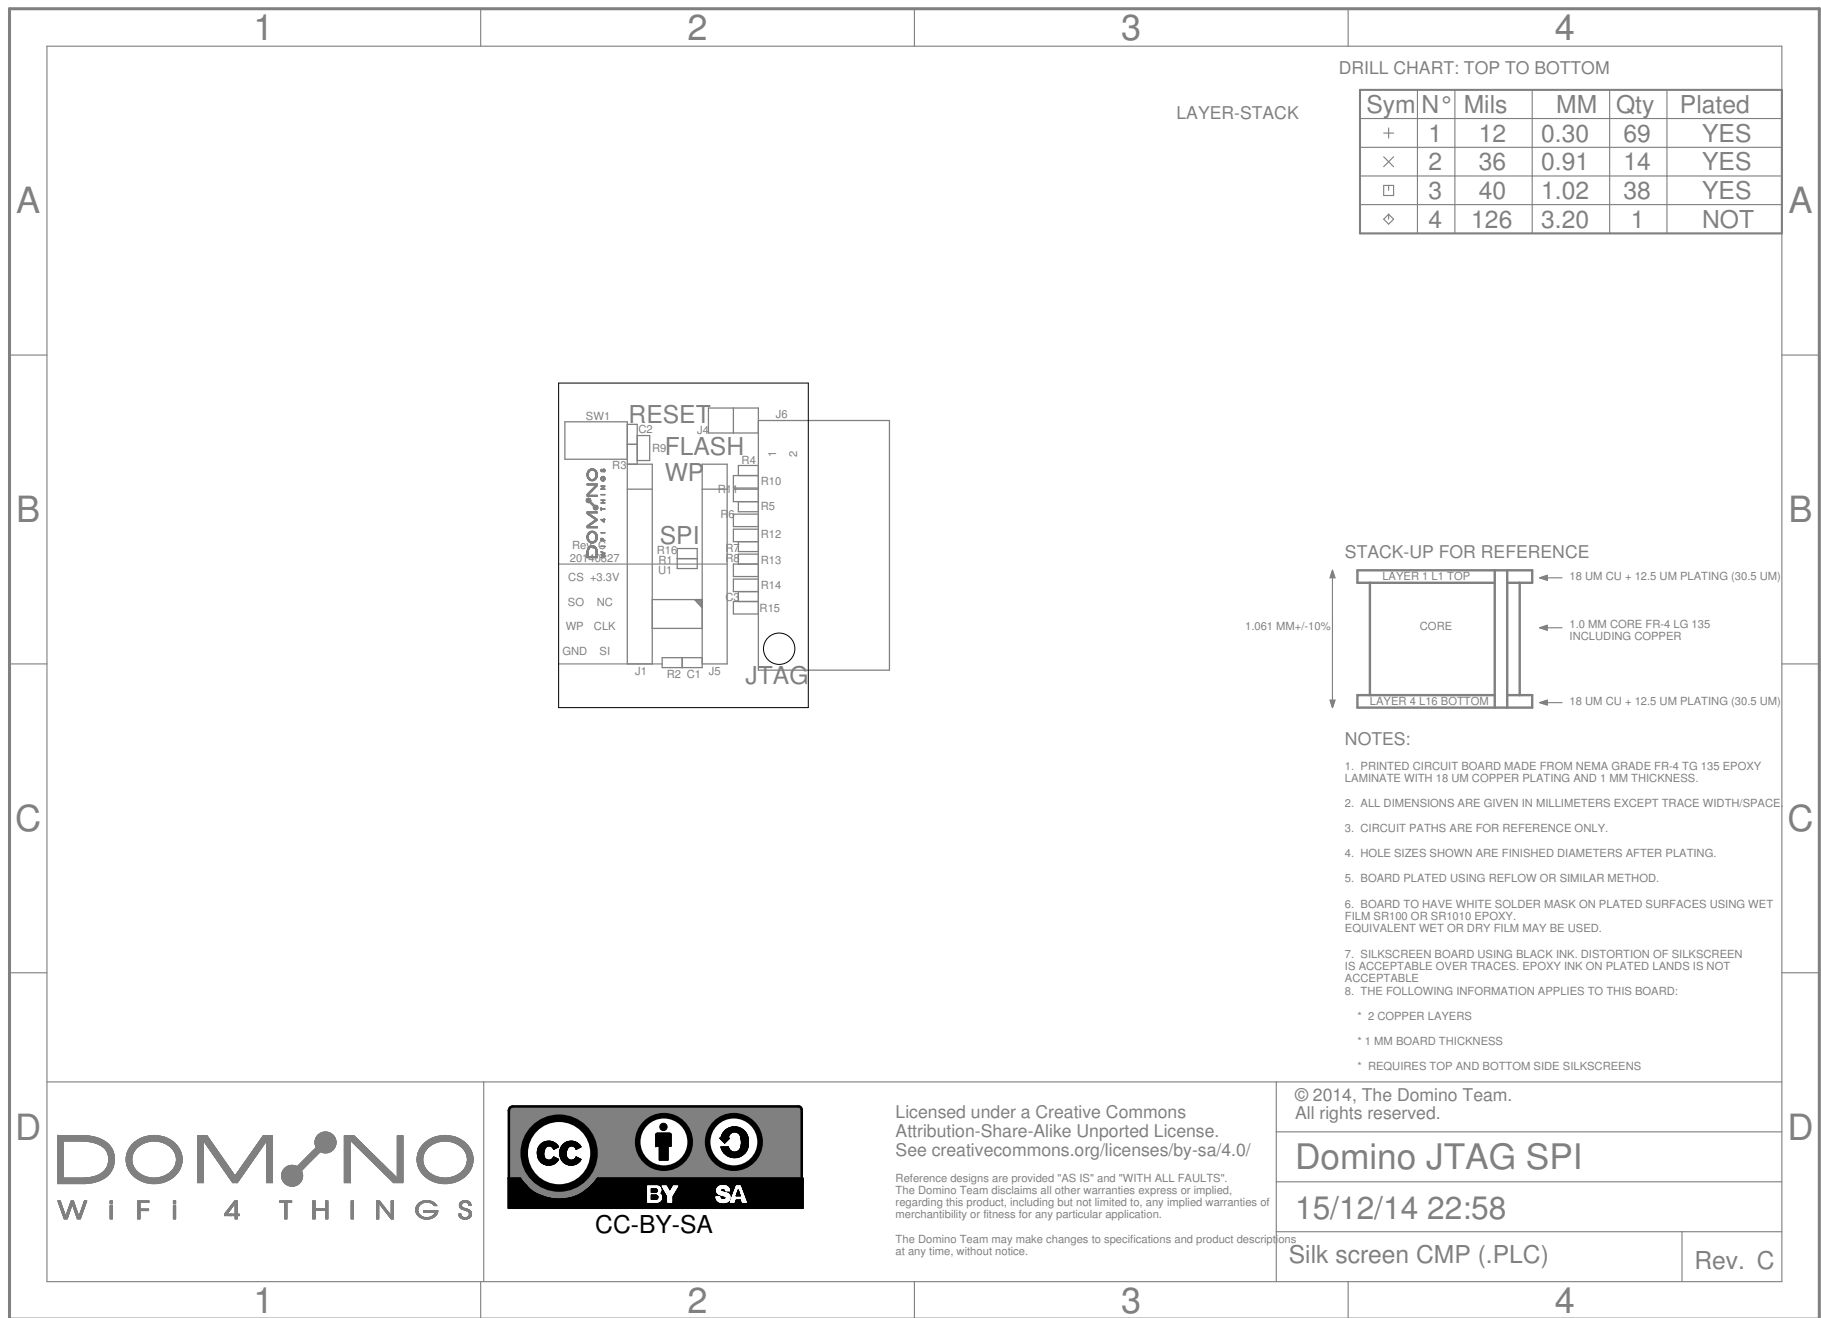 1 2 3 4
A
B
C
D
A
B
C
D
DRILL CHART: TOP TO BOTTOM
LAYER-STACK
Sym N° Mils MM Qty Plated
+ 1 12 0.30 69 YES
× 2 36 0.91 14 YES
3 40 1.02 38 YES
4 126 3.20 1 NOT
SW1
RESET
J4
J6
C2
R9
FLASH
WP
R3
1 2
R4
R10
R11
R5
R6
DOMINO
WIFI 4 THINGS
SPI
R12
R16
R7
R1
R8
R13
U1
Rev.
20140827
CS +3.3V
SO NC
WP CLK
GND SI
R14
C3
R15
J1
R2 C1 J5
JTAG
STACK-UP FOR REFERENCE
LAYER 1 L1 TOP
18 UM CU + 12.5 UM PLATING (30.5 UM)
1.061 MM+/-10%
CORE
1.0 MM CORE FR-4 LG 135
INCLUDING COPPER
LAYER 4 L16 BOTTOM
18 UM CU + 12.5 UM PLATING (30.5 UM)
NOTES:
1. PRINTED CIRCUIT BOARD MADE FROM NEMA GRADE FR-4 TG 135 EPOXY
LAMINATE WITH 18 UM COPPER PLATING AND 1 MM THICKNESS.
2. ALL DIMENSIONS ARE GIVEN IN MILLIMETERS EXCEPT TRACE WIDTH/SPACE
3. CIRCUIT PATHS ARE FOR REFERENCE ONLY.
4. HOLE SIZES SHOWN ARE FINISHED DIAMETERS AFTER PLATING.
5. BOARD PLATED USING REFLOW OR SIMILAR METHOD.
6. BOARD TO HAVE WHITE SOLDER MASK ON PLATED SURFACES USING WET
FILM SR100 OR SR1010 EPOXY.
EQUIVALENT WET OR DRY FILM MAY BE USED.
7. SILKSCREEN BOARD USING BLACK INK. DISTORTION OF SILKSCREEN
IS ACCEPTABLE OVER TRACES. EPOXY INK ON PLATED LANDS IS NOT
ACCEPTABLE
8. THE FOLLOWING INFORMATION APPLIES TO THIS BOARD:
* 2 COPPER LAYERS
* 1 MM BOARD THICKNESS
* REQUIRES TOP AND BOTTOM SIDE SILKSCREENS
DOMINO
WiFi 4 THINGS
cc
BY SA
CC-BY-SA
Licensed under a Creative Commons
Attribution-Share-Alike Unported License.
See creativecommons.org/licenses/by-sa/4.0/
Reference designs are provided "AS IS" and "WITH ALL FAULTS".
The Domino Team disclaims all other warranties express or implied,
regarding this product, including but not limited to, any implied warranties of
merchantibility or fitness for any particular application.
The Domino Team may make changes to specifications and product descriptions
at any time, without notice.
© 2014, The Domino Team.
All rights reserved.
Domino JTAG SPI
15/12/14 22:58
Silk screen CMP (.PLC)
Rev. C
1 2 3 4